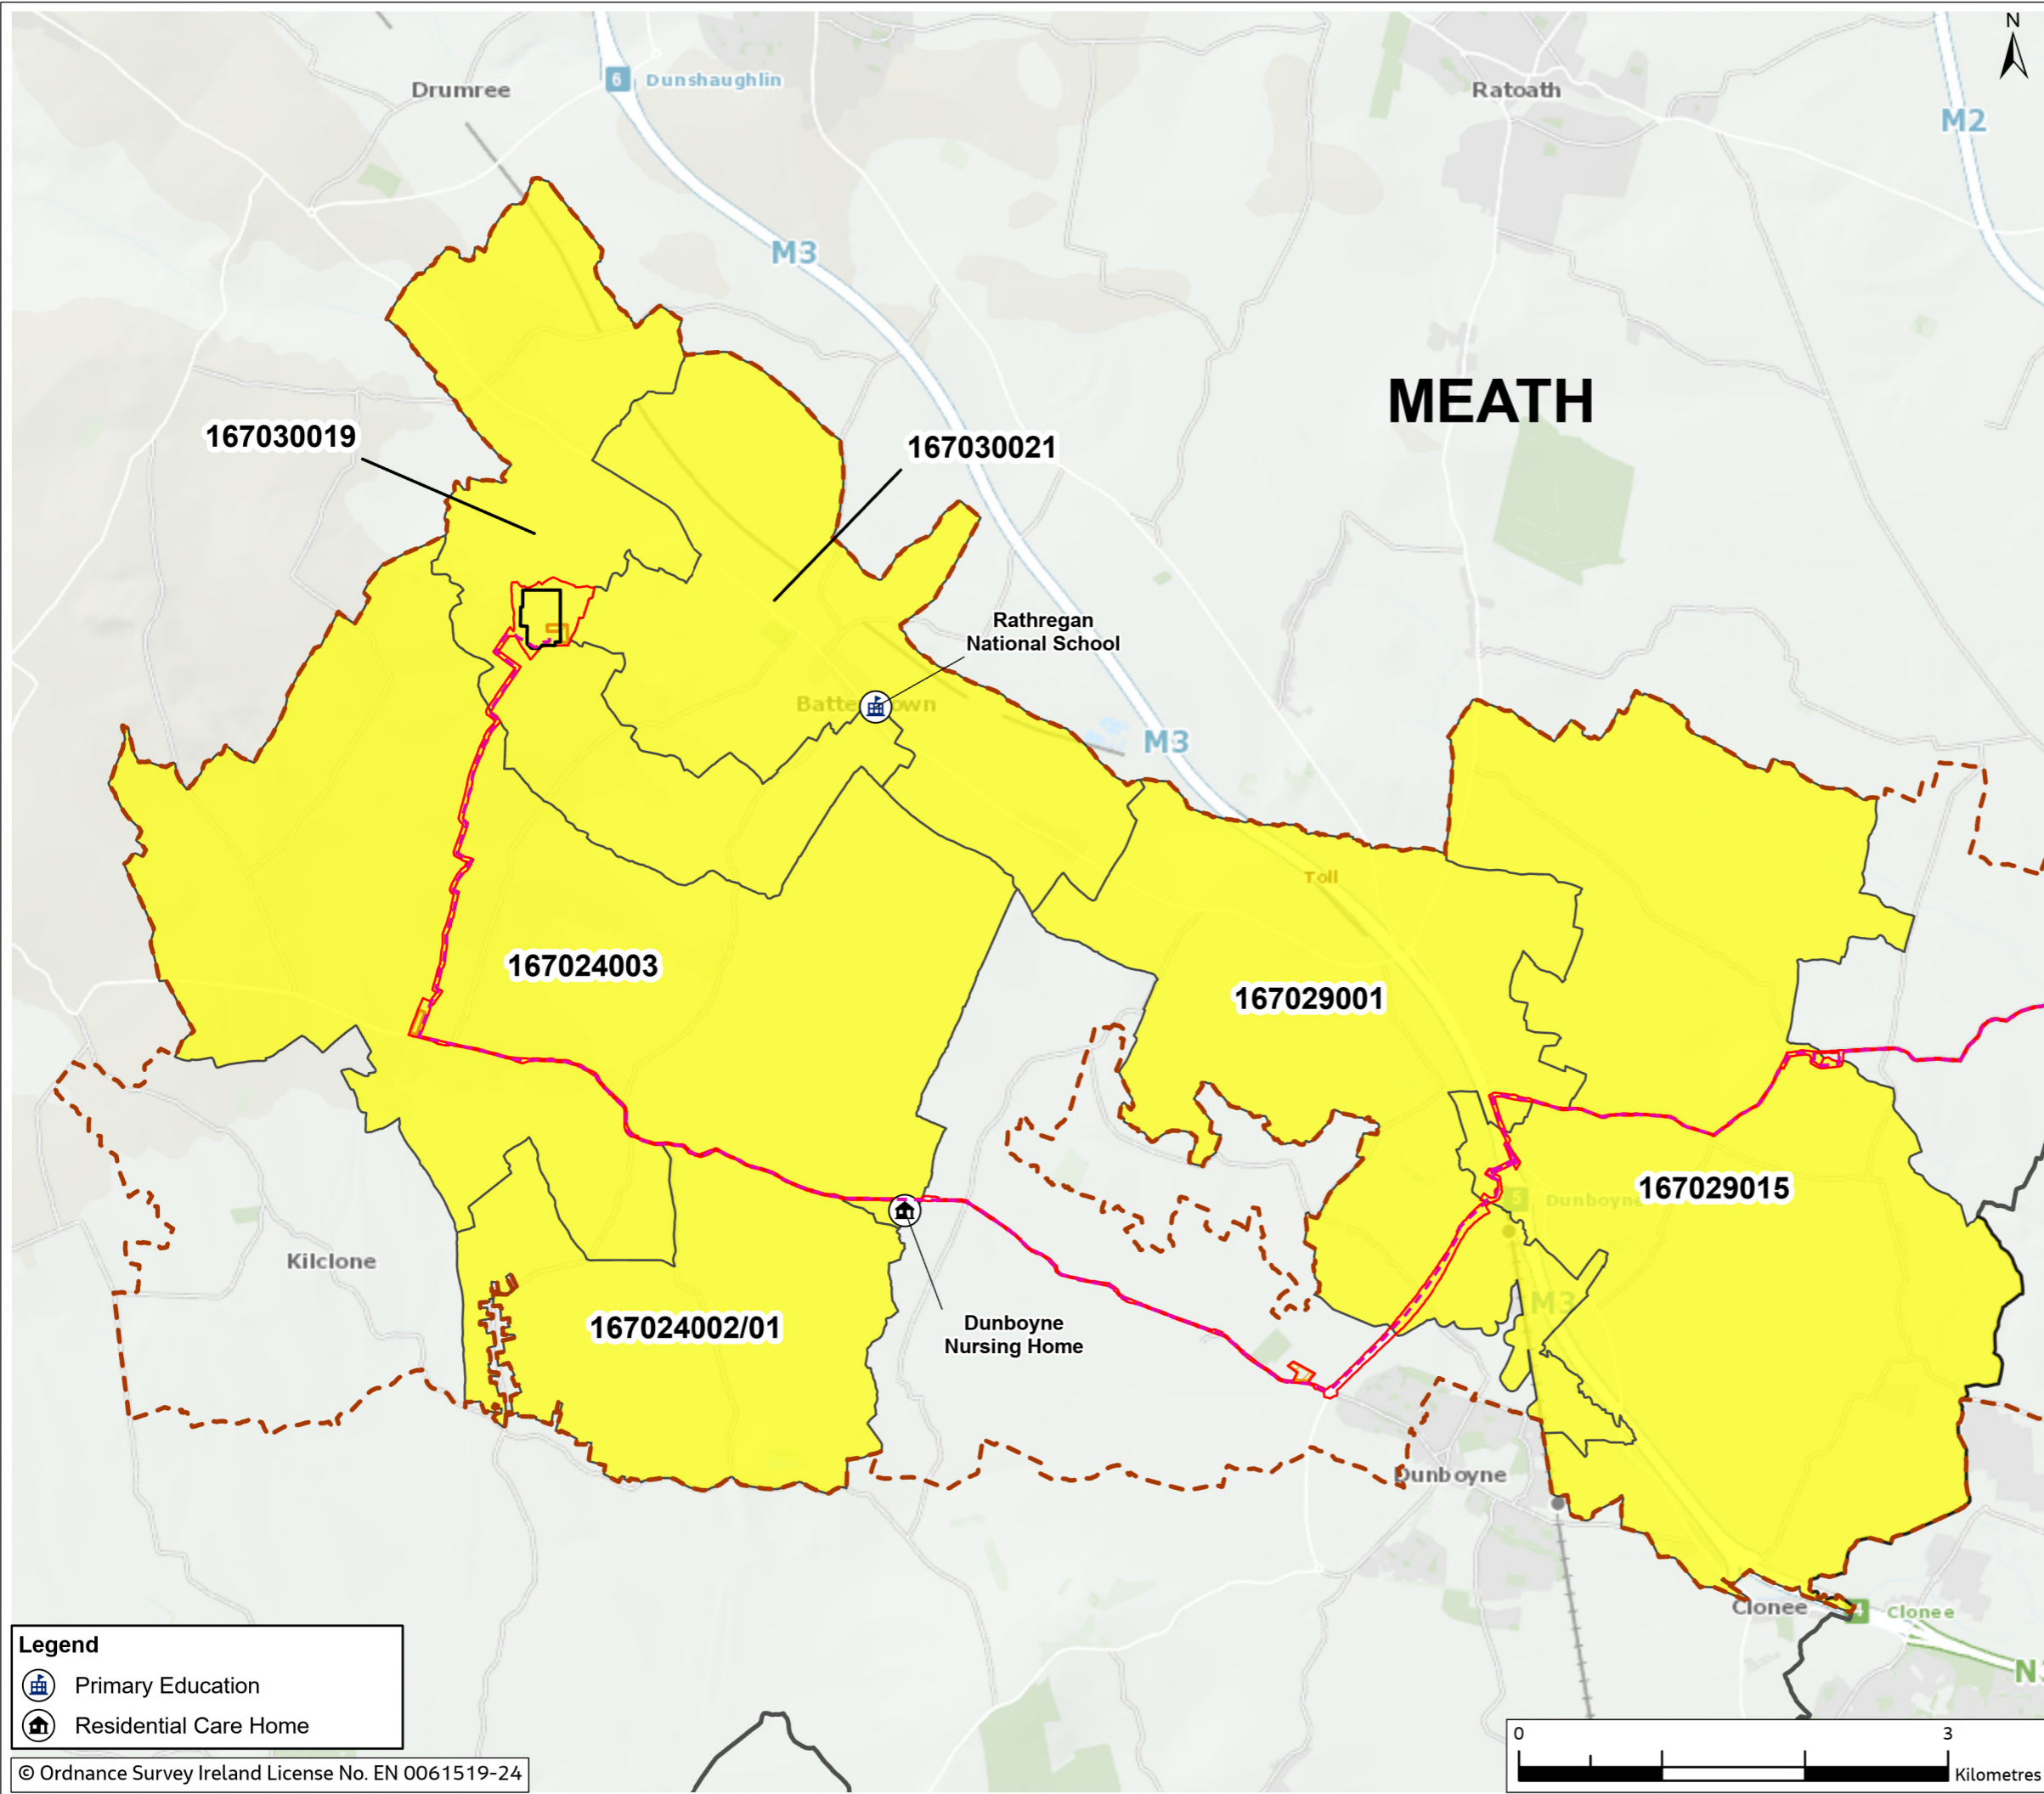 N
Drumree
6 Dunshaughlin
Ratoath
M2
M3
MEATH
167030019
167030021
Rathregan
National School
M3
Toll
167024003
167029001
167029015
5 Dunboyne
Kilclone
M3
167024002/01
Dunboyne
Nursing Home
Dunboyne
Clonee
4 Clonee
Legend
Primary Education
Residential Care Home
0 3
Kilometres
© Ordnance Survey Ireland License No. EN 0061519-24